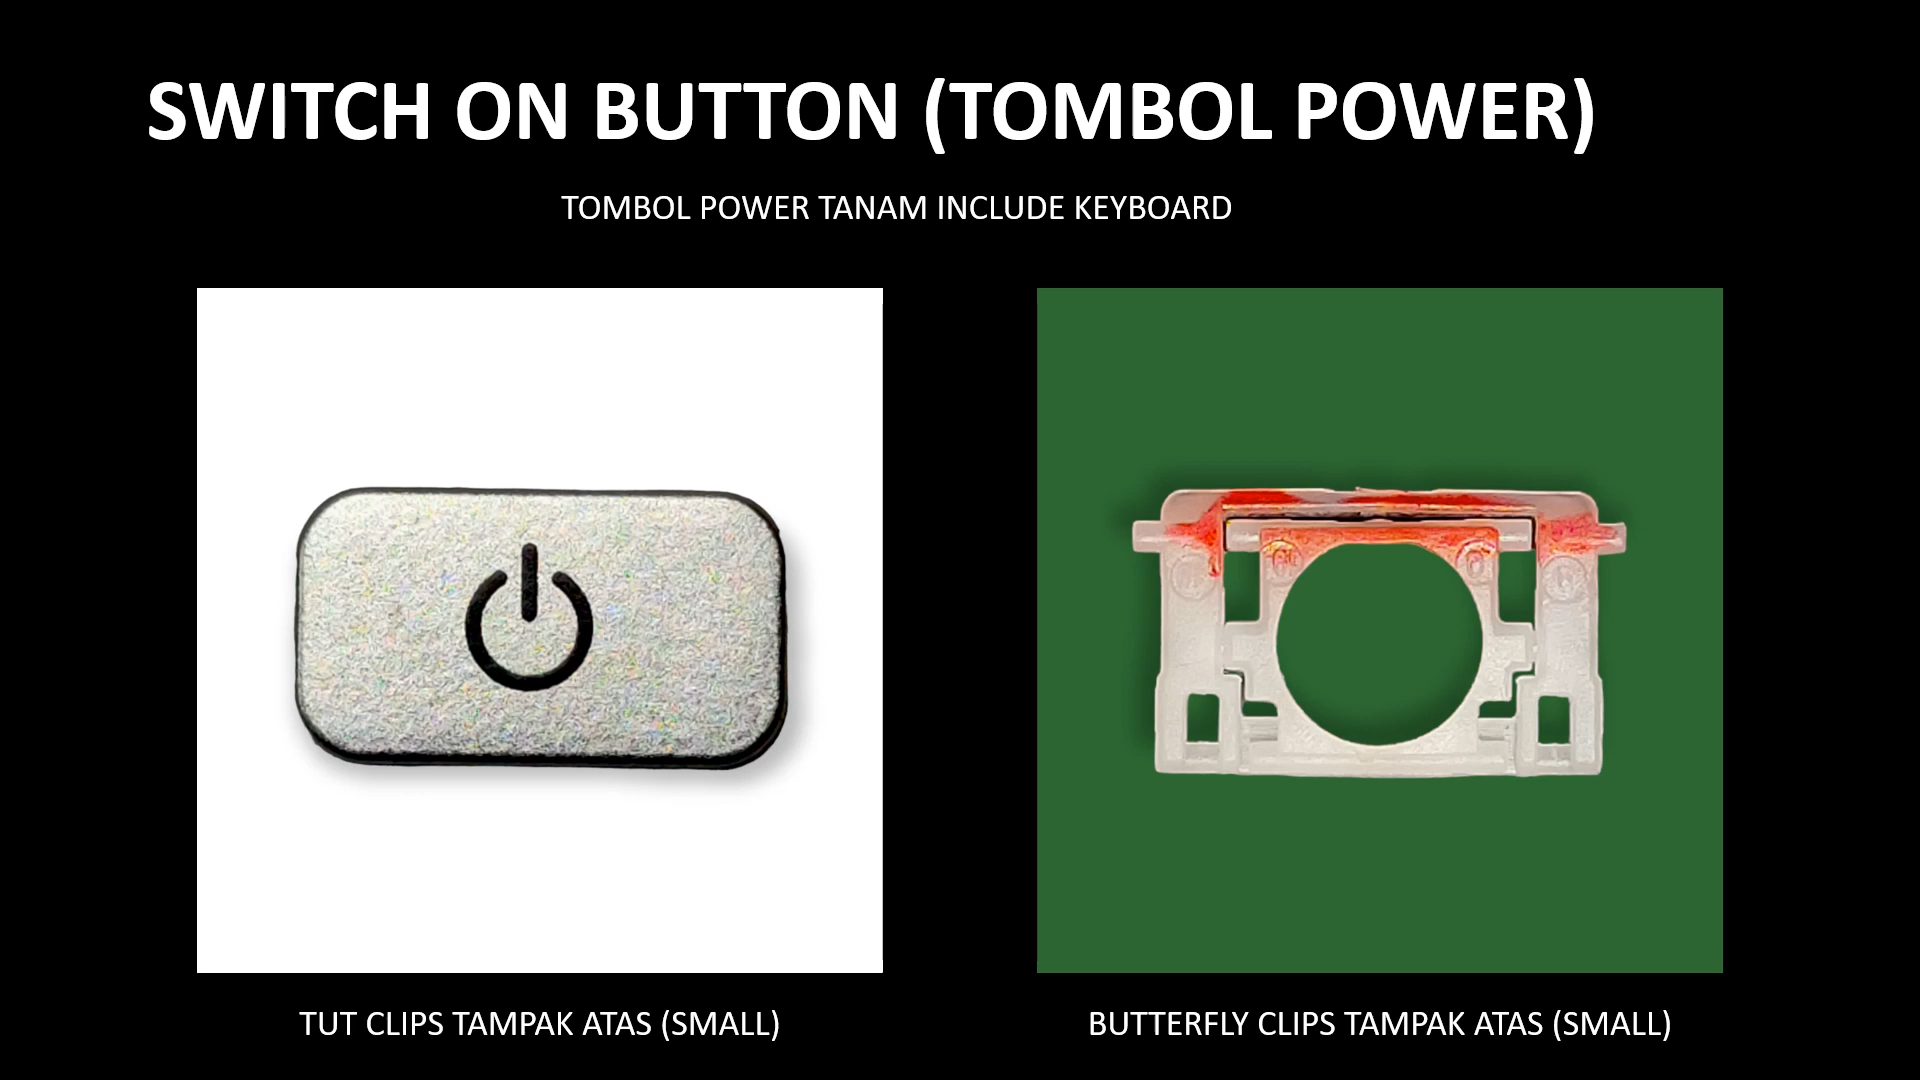 SWITCH ON BUTTON (TOMBOL POWER)
TOMBOL POWER TANAM INCLUDE KEYBOARD
TUT CLIPS TAMPAK ATAS (SMALL)
BUTTERFLY CLIPS TAMPAK ATAS (SMALL)